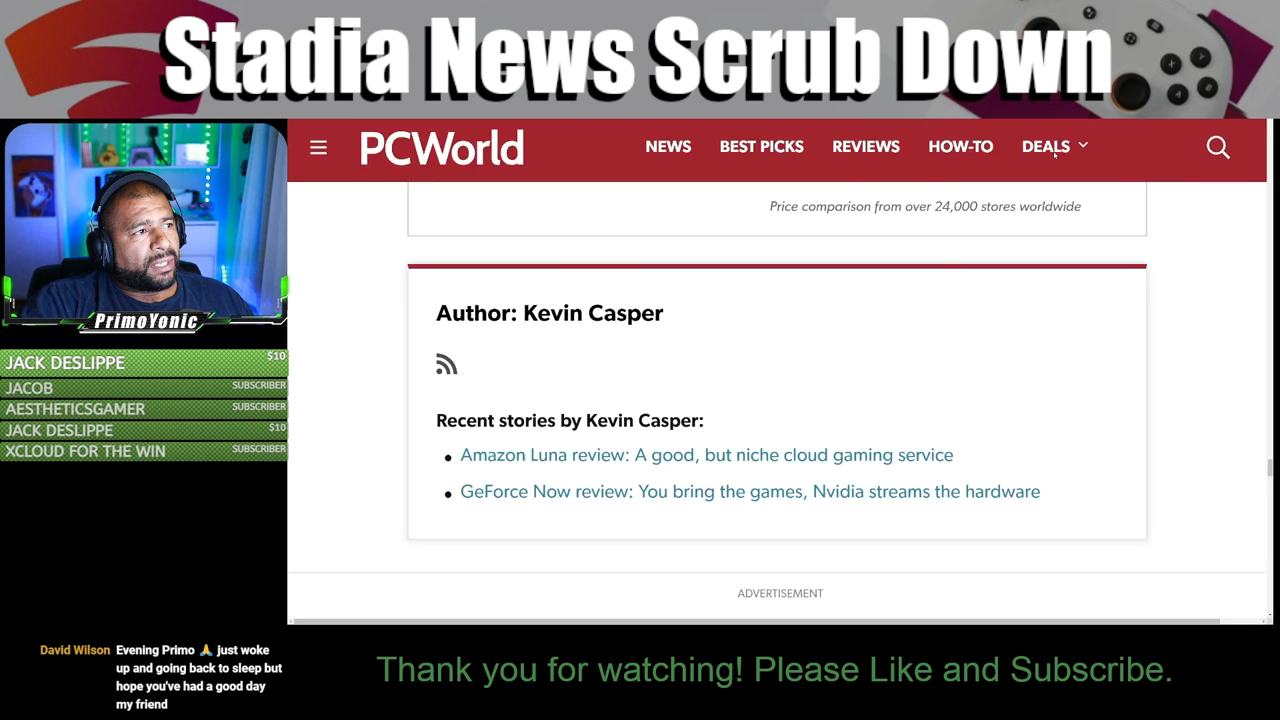 Stadia News Scrub Down
PCWorld
NEWS
BEST PICKS
REVIEWS
HOW-TO
DEALS
Price comparison from over 24,000 stores worldwide
Author: Kevin Casper
Recent stories by Kevin Casper:
• Amazon Luna review: A good, but niche cloud gaming service
• GeForce Now review: You bring the games, Nvidia streams the hardware
ADVERTISEMENT
PrimoYonic
JACK DESLIPPE $10
JACOB SUBSCRIBER
AESTHETICSGAMER SUBSCRIBER
JACK DESLIPPE $10
XCLOUD FOR THE WIN SUBSCRIBER
David Wilson Evening Primo 🙏 just woke
up and going back to sleep but
hope you've had a good day
my friend
Thank you for watching! Please Like and Subscribe.